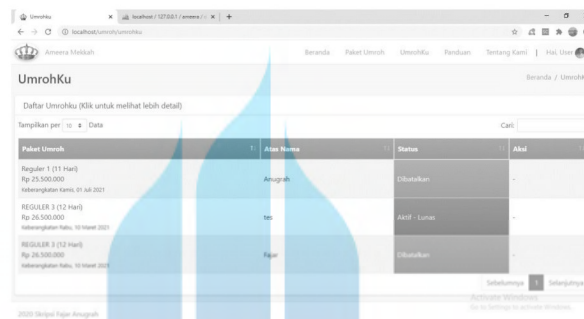 UmrohKu
localhost / 127.0.0.1 / ameera /
localhost/umroh/umrohku
Ameera Mekkah
Beranda Paket Umroh UmrohKu Panduan Tentang Kami | Hai, User
UmrohKu
Beranda / UmrohKu
Daftar Umrohku (Klik untuk melihat lebih detail)
Tampilkan per 10 Data
Cari:
Paket Umroh Atas Nama Status Aksi
Reguler 1 (11 Hari)
Rp 25.500.000
Keberangkatan Kamis, 01 Juli 2021
Anugrah Dibatalkan -
REGULER 3 (12 Hari)
Rp 26.500.000
Keberangkatan Rabu, 10 Maret 2021
tes Aktif - Lunas -
REGULER 3 (12 Hari)
Rp 26.500.000
Keberangkatan Rabu, 10 Maret
Fajar Dibatalkan -
Sebelumnya 1 Selanjutnya
Activate Windows
Go to Settings to activate Windows.
2020 Skripsi Fajar Anugrah